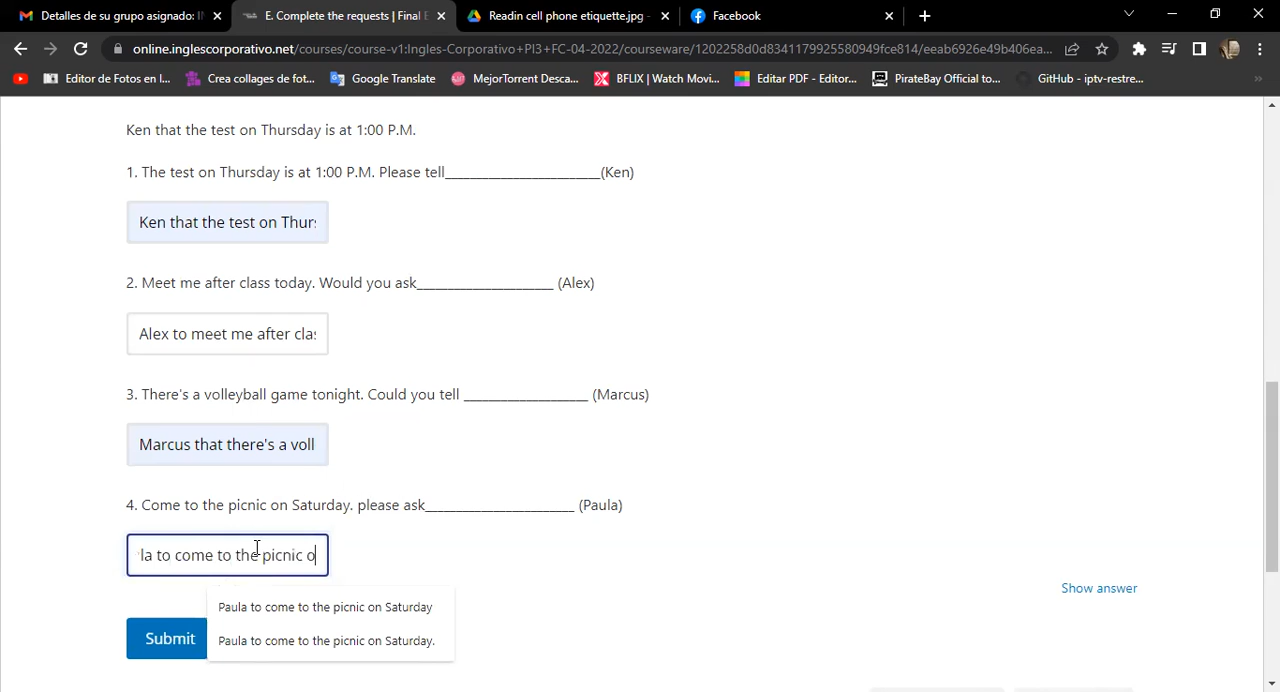 Detalles de su grupo asignado: IN
E. Complete the requests | Final E
Readin cell phone etiquette.jpg -
Facebook
online.inglescorporativo.net/courses/course-v1:Ingles-Corporativo+PI3+FC-04-2022/courseware/1202258d0d8341179925580949fce814/eeab6926e49b406ea...
Editor de Fotos en l...
Crea collages de fot...
Google Translate
MejorTorrent Desca...
BFLIX | Watch Movi...
Editar PDF - Editor...
PirateBay Official to...
GitHub - iptv-restre...
Ken that the test on Thursday is at 1:00 P.M.
1. The test on Thursday is at 1:00 P.M. Please tell______________________(Ken)
Ken that the test on Thurs
2. Meet me after class today. Would you ask___________________ (Alex)
Alex to meet me after clas
3. There's a volleyball game tonight. Could you tell _________________ (Marcus)
Marcus that there's a voll
4. Come to the picnic on Saturday. please ask_____________________ (Paula)
la to come to the picnic o
Show answer
Paula to come to the picnic on Saturday
Submit
Paula to come to the picnic on Saturday.